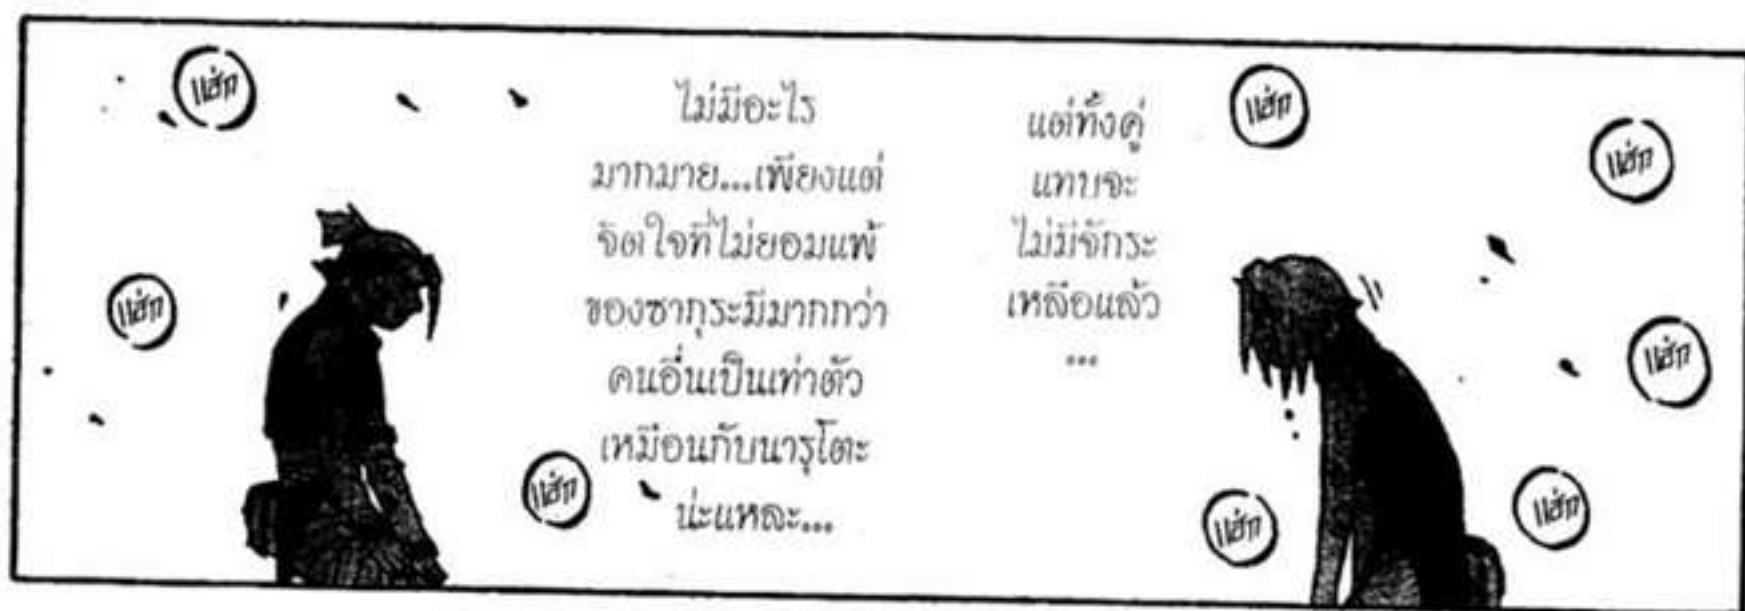 แฮ่ก
แฮ่ก
แฮ่ก
ไม่มีอะไร
มากมาย...เพียงแต่
จิตใจที่ไม่ยอมแพ้
ของซากุระมีมากกว่า
คนอื่นเป็นเท่าตัว
เหมือนกับนารุโตะ
น่ะแหละ...
แต่ทั้งคู่
แทบจะ
ไม่มีจักระ
เหลือแล้ว
...
แฮ่ก
แฮ่ก
แฮ่ก
แฮ่ก
แฮ่ก